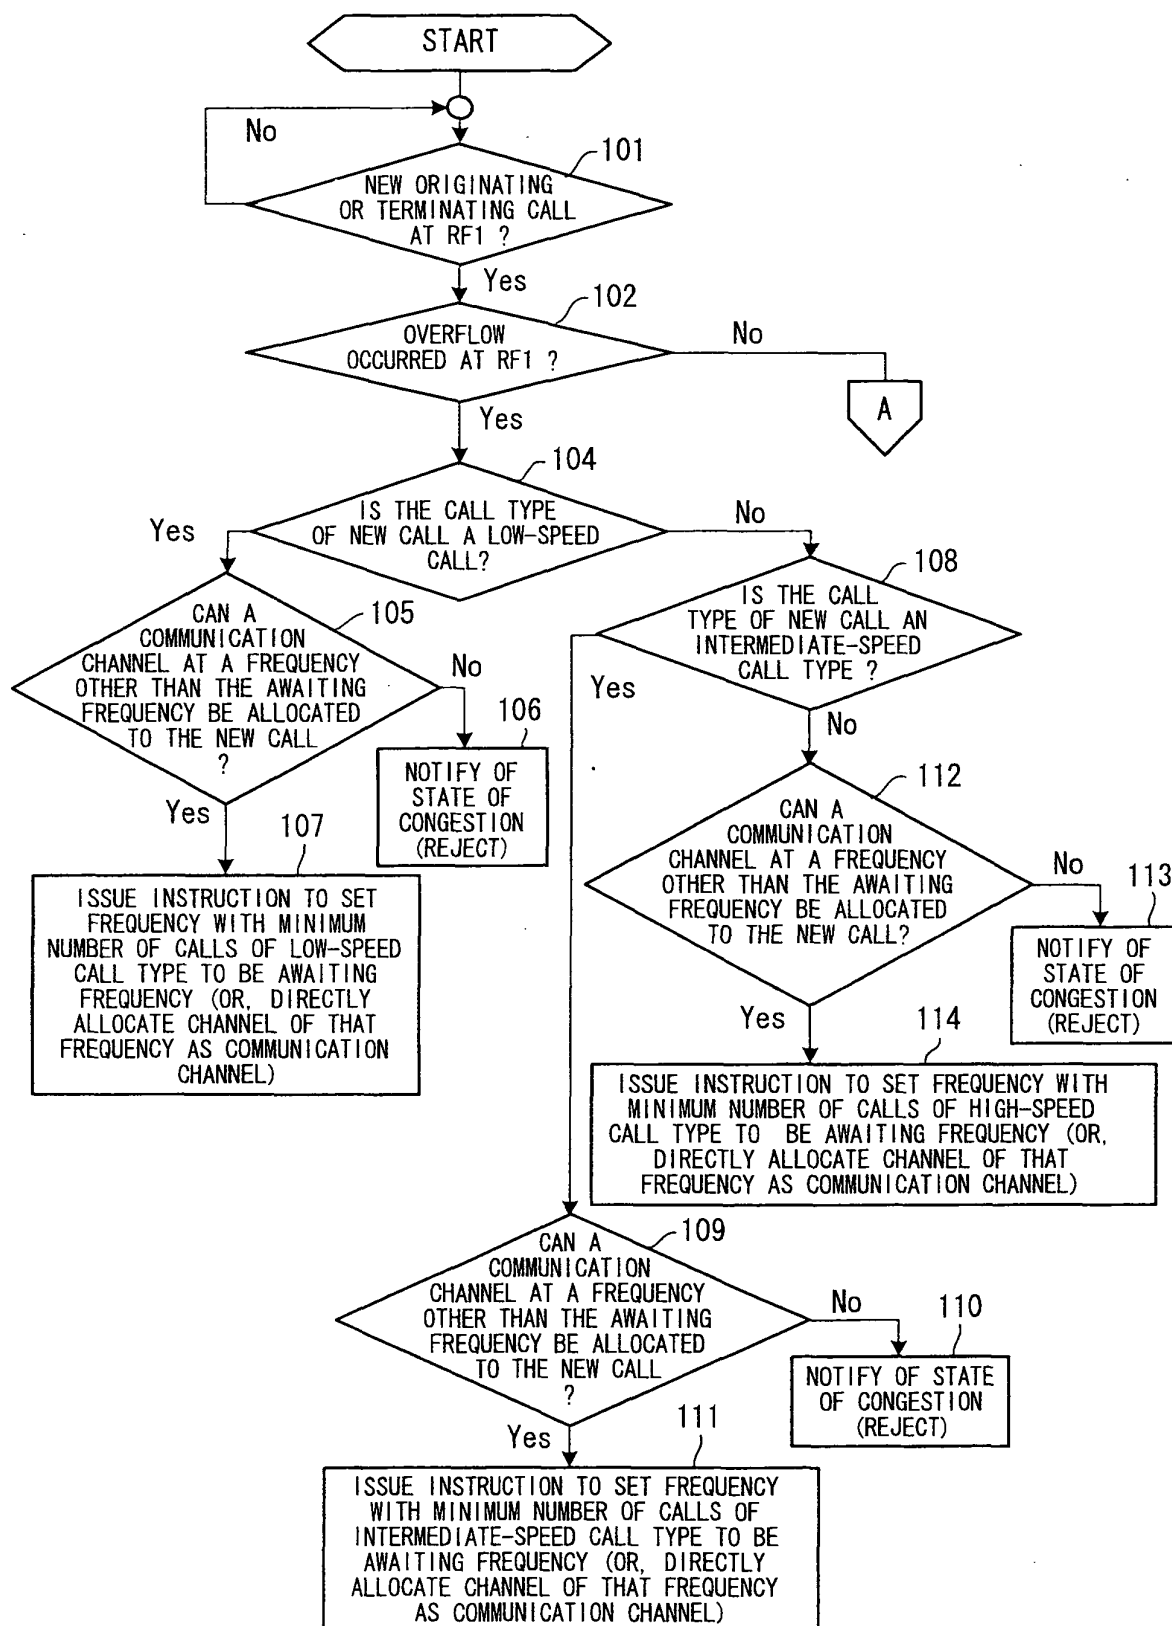 START
No
101
NEW ORIGINATING
OR TERMINATING CALL
AT RF1 ?
Yes
102
OVERFLOW
OCCURRED AT RF1 ?
No
A
Yes
104
IS THE CALL TYPE
OF NEW CALL A LOW-SPEED
CALL?
Yes
No
105
CAN A
COMMUNICATION
CHANNEL AT A FREQUENCY
OTHER THAN THE AWAITING
FREQUENCY BE ALLOCATED
TO THE NEW CALL
?
No
106
NOTIFY OF
STATE OF
CONGESTION
(REJECT)
Yes
107
ISSUE INSTRUCTION TO SET
FREQUENCY WITH MINIMUM
NUMBER OF CALLS OF LOW-SPEED
CALL TYPE TO BE AWAITING
FREQUENCY (OR, DIRECTLY
ALLOCATE CHANNEL OF THAT
FREQUENCY AS COMMUNICATION
CHANNEL)
108
IS THE CALL
TYPE OF NEW CALL AN
INTERMEDIATE-SPEED
CALL TYPE ?
Yes
No
112
CAN A
COMMUNICATION
CHANNEL AT A FREQUENCY
OTHER THAN THE AWAITING
FREQUENCY BE ALLOCATED
TO THE NEW CALL?
No
113
NOTIFY OF
STATE OF
CONGESTION
(REJECT)
Yes
114
ISSUE INSTRUCTION TO SET FREQUENCY WITH
MINIMUM NUMBER OF CALLS OF HIGH-SPEED
CALL TYPE TO BE AWAITING FREQUENCY (OR,
DIRECTLY ALLOCATE CHANNEL OF THAT
FREQUENCY AS COMMUNICATION CHANNEL)
109
CAN A
COMMUNICATION
CHANNEL AT A FREQUENCY
OTHER THAN THE AWAITING
FREQUENCY BE ALLOCATED
TO THE NEW CALL
?
No
110
NOTIFY OF STATE
OF CONGESTION
(REJECT)
Yes
111
ISSUE INSTRUCTION TO SET FREQUENCY
WITH MINIMUM NUMBER OF CALLS OF
INTERMEDIATE-SPEED CALL TYPE TO BE
AWAITING FREQUENCY (OR, DIRECTLY
ALLOCATE CHANNEL OF THAT FREQUENCY
AS COMMUNICATION CHANNEL)